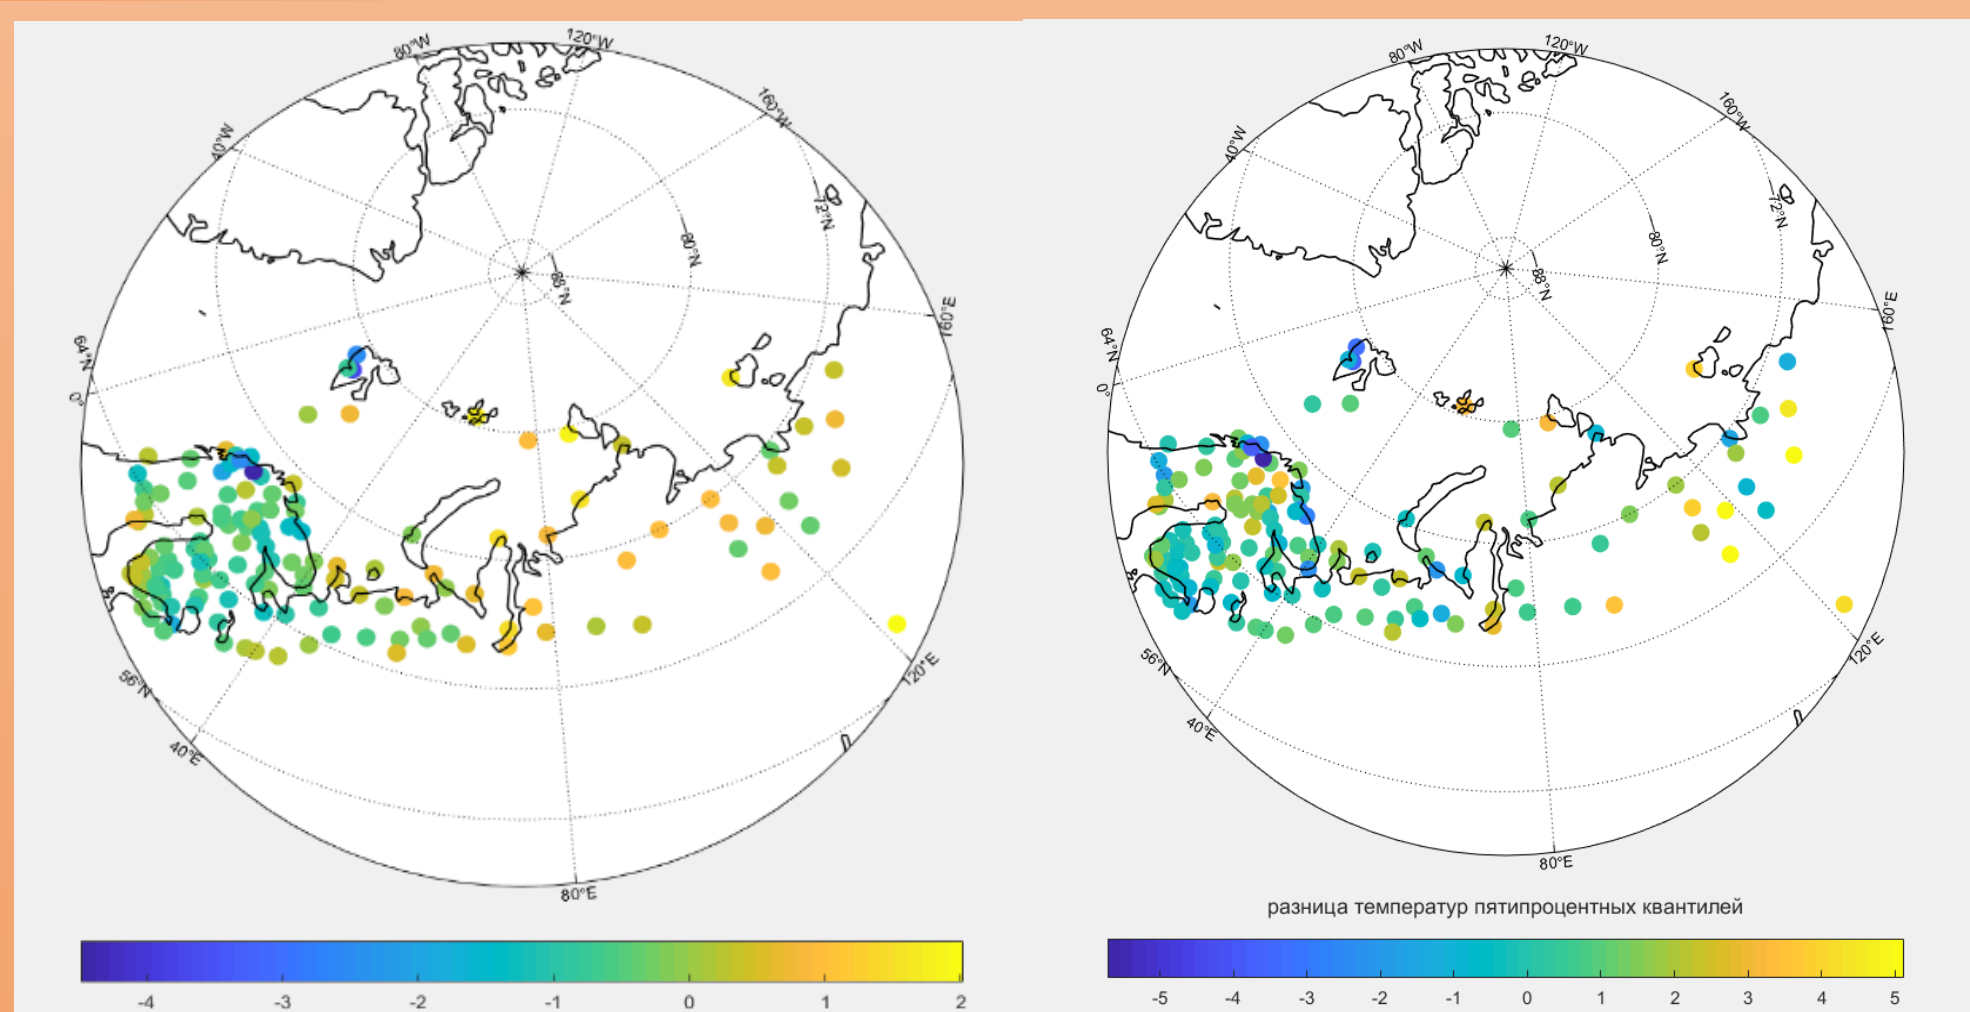 80°W
120°W
40°W
160°W
72°N
80°N
88°N
160°E
64°N
0°
56°N
40°E
120°E
80°E
-4 -3 -2 -1 0 1 2
80°W
120°W
40°W
160°W
72°N
80°N
88°N
160°E
64°N
0°
56°N
40°E
120°E
80°E
разница температур пятипроцентных квантилей
-5 -4 -3 -2 -1 0 1 2 3 4 5